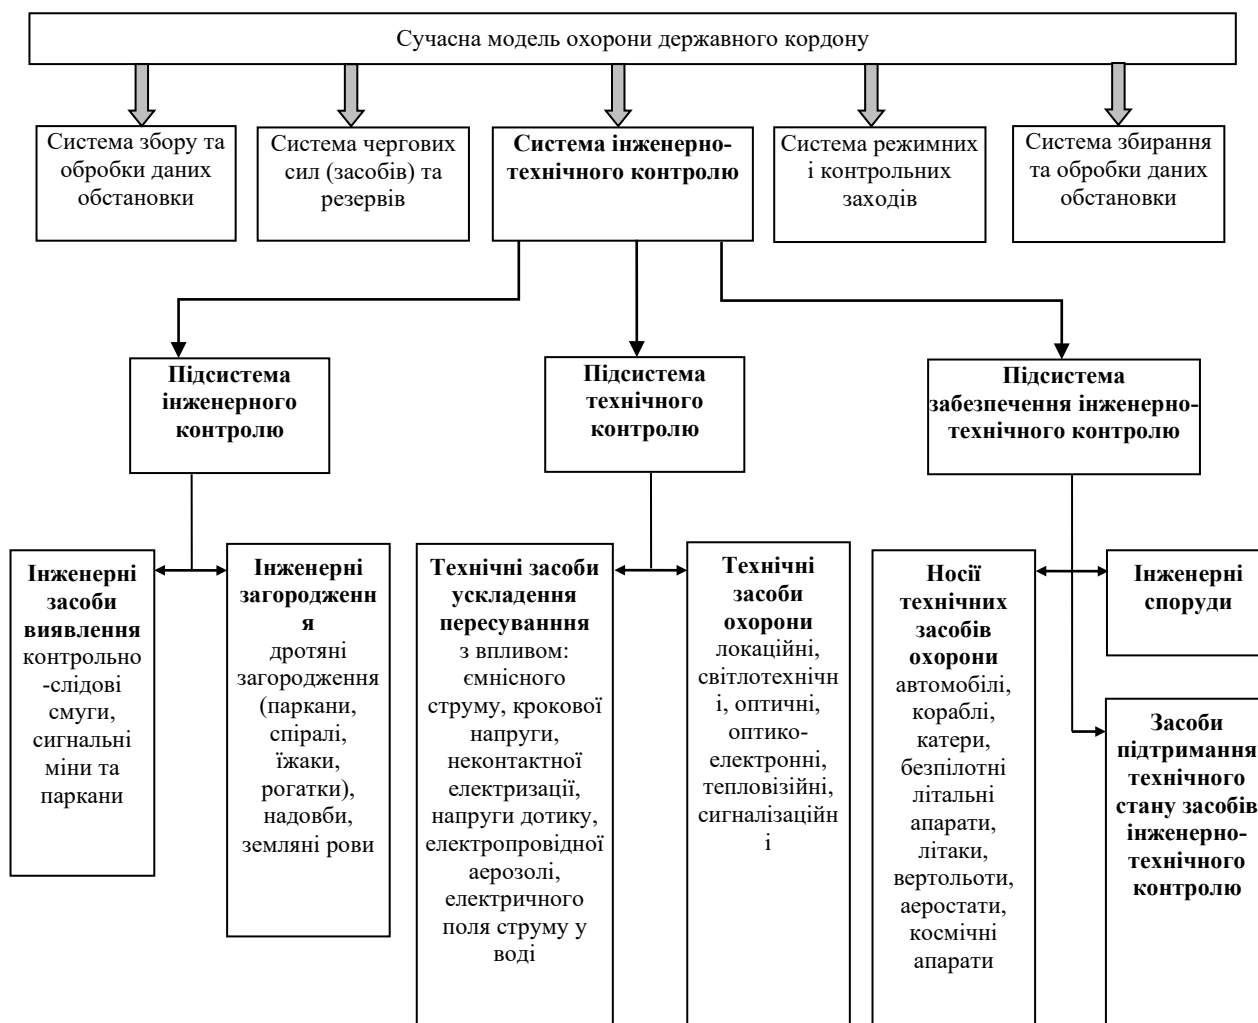 Сучасна модель охорони державного кордону
Система збору та
обробки даних
обстановки
Система чергових
сил (засобів) та
резервів
Система інженерно-
технічного контролю
Система режимних
і контрольних
заходів
Система збирання
та обробки даних
обстановки
Підсистема
інженерного
контролю
Підсистема
технічного
контролю
Підсистема
забезпечення інженерно-
технічного контролю
Інженерні
засоби
виявлення
контрольно
-слідові
смуги,
сигнальні
міни та
паркани
Інженерні
загородженн
я
дротяні
загородження
(паркани,
спіралі,
їжаки,
рогатки),
надовби,
земляні рови
Технічні засоби
ускладення
пересуванння
з впливом:
ємнісного
струму, крокової
напруги,
неконтактної
електризації,
напруги дотику,
електропровідної
аерозолі,
електричного
поля струму у
воді
Технічні
засоби
охорони
локаційні,
світлотехнічн
і, оптичні,
оптико-
електронні,
тепловізійні,
сигналізаційн
і
Носії
технічних
засобів
охорони
автомобілі,
кораблі,
катери,
безпілотні
літальні
апарати,
літаки,
вертольоти,
аеростати,
космічні
апарати
Інженерні
споруди
Засоби
підтримання
технічного
стану засобів
інженерно-
технічного
контролю